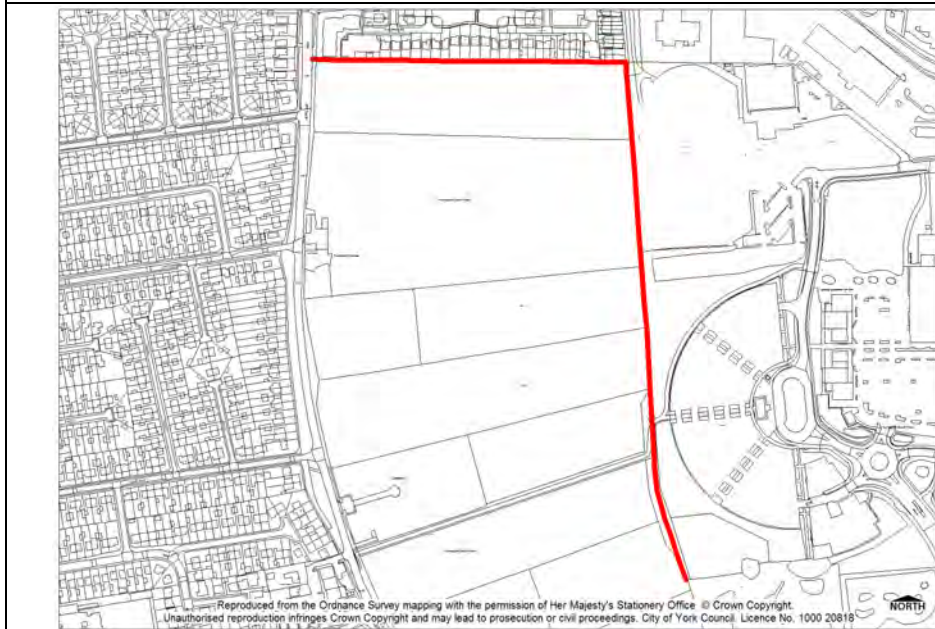 Reproduced from the Ordnance Survey mapping with the permission of Her Majesty's Stationery Office © Crown Copyright.
Unauthorised reproduction infringes Crown Copyright and may lead to prosecution or civil proceedings. City of York Council. Licence No. 1000 20818
NORTH